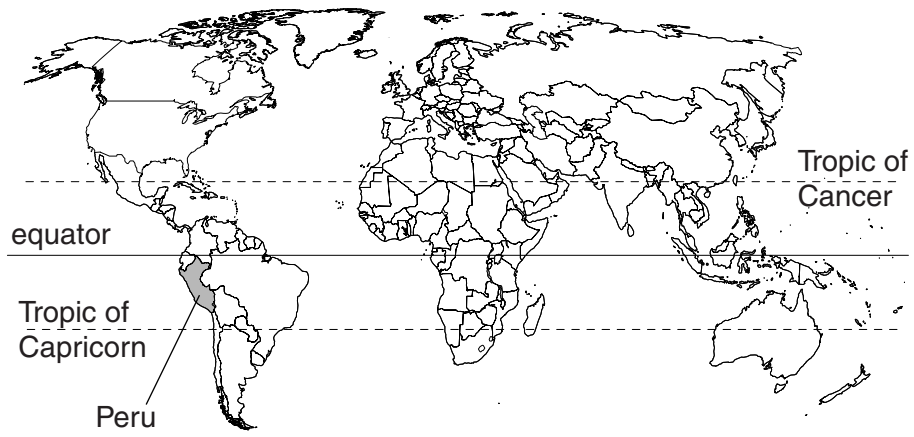 Tropic of
Cancer
equator
Tropic of
Capricorn
Peru